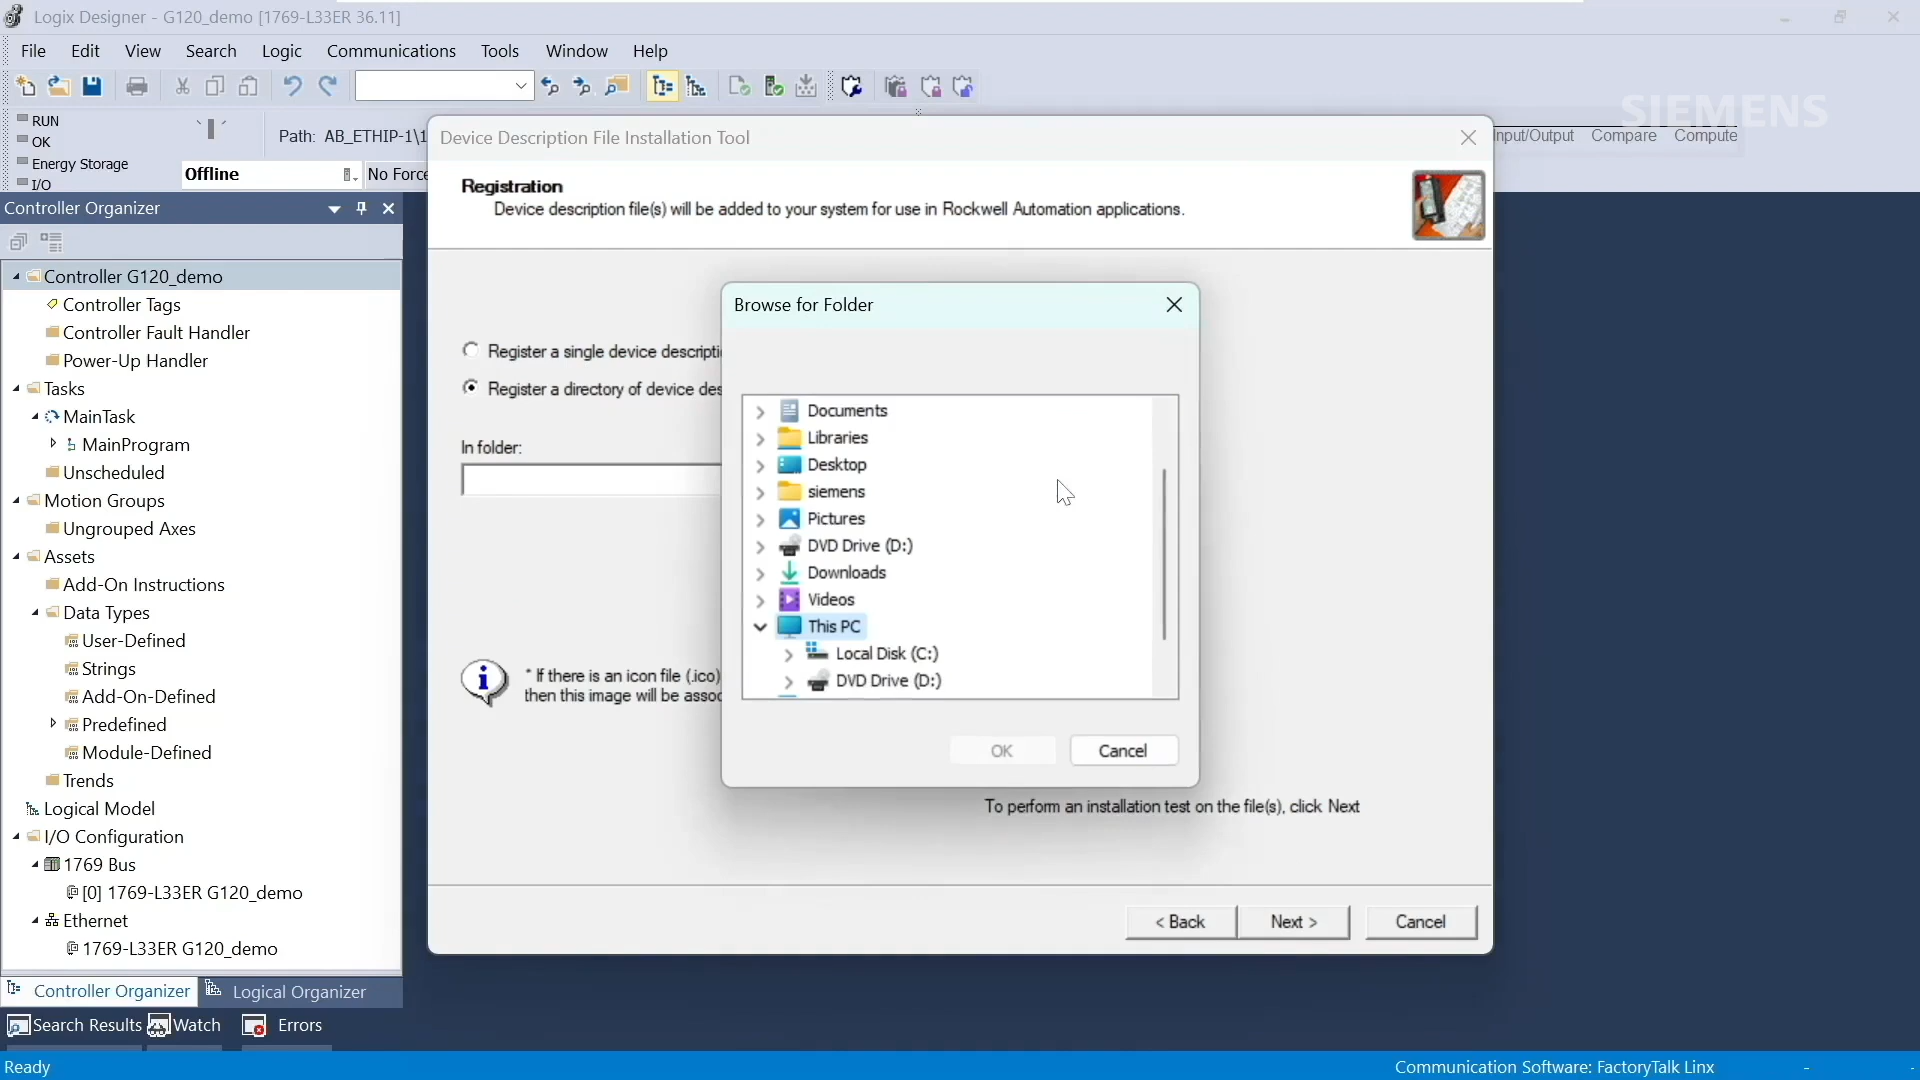 Logix Designer - G120_demo [1769-L33ER 36.11]
File Edit View Search Logic Communications Tools Window Help
SIEMENS
RUN
OK
Energy Storage
I/O
Path: AB_ETHIP-1\1
Offline
No Force
Input/Output Compare Compute
Controller Organizer
Controller G120_demo
Controller Tags
Controller Fault Handler
Power-Up Handler
Tasks
MainTask
MainProgram
Unscheduled
Motion Groups
Ungrouped Axes
Assets
Add-On Instructions
Data Types
User-Defined
Strings
Add-On-Defined
Predefined
Module-Defined
Trends
Logical Model
I/O Configuration
1769 Bus
[0] 1769-L33ER G120_demo
Ethernet
1769-L33ER G120_demo
Controller Organizer Logical Organizer
Search Results Watch Errors
Ready
Communication Software: FactoryTalk Linx
Device Description File Installation Tool
Registration
Device description file(s) will be added to your system for use in Rockwell Automation applications.
Register a single device descripti
Register a directory of device des
In folder:
* If there is an icon file (.ico)
then this image will be assoc
To perform an installation test on the file(s), click Next
< Back Next > Cancel
Browse for Folder
Documents
Libraries
Desktop
siemens
Pictures
DVD Drive (D:)
Downloads
Videos
This PC
Local Disk (C:)
DVD Drive (D:)
OK Cancel